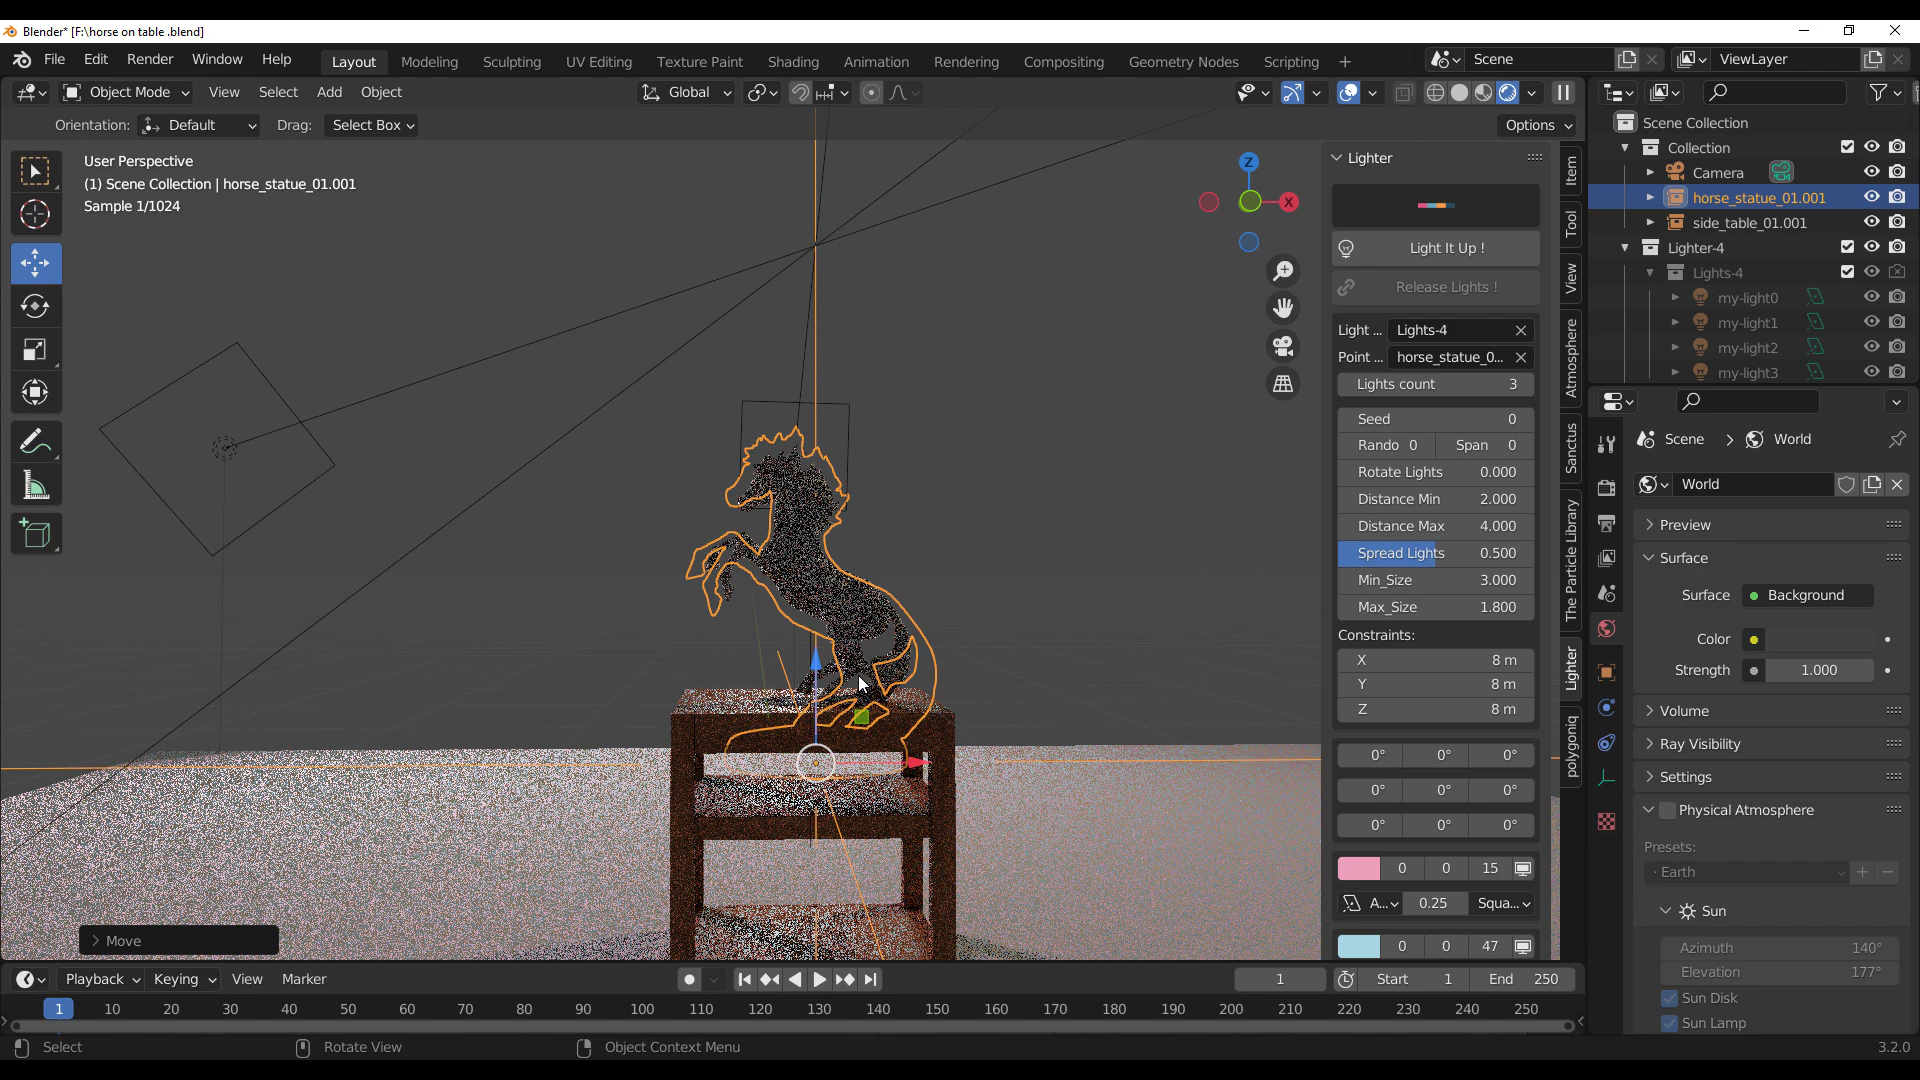 Blender* [F:\horse on table .blend]
File Edit Render Window Help
Layout Modeling Sculpting UV Editing Texture Paint Shading Animation Rendering Compositing Geometry Nodes Scripting +
Scene
ViewLayer
Object Mode View Select Add Object
Global
Orientation: Default Drag: Select Box
Options
User Perspective
(1) Scene Collection | horse_statue_01.001
Sample 1/1024
Z
X
Lighter
Light It Up !
Release Lights !
Light ... Lights-4
Point ... horse_statue_0...
Lights count 3
Seed 0
Rando 0 Span 0
Rotate Lights 0.000
Distance Min 2.000
Distance Max 4.000
Spread Lights 0.500
Min_Size 3.000
Max_Size 1.800
Constraints:
X 8 m
Y 8 m
Z 8 m
0° 0° 0°
0° 0° 0°
0° 0° 0°
0 0 15
A... 0.25 Squa...
0 0 47
Item
Tool
View
Atmosphere
Sanctus
The Particle Library
Lighter
polygoniq
Scene Collection
Collection
Camera
horse_statue_01.001
side_table_01.001
Lighter-4
Lights-4
my-light0
my-light1
my-light2
my-light3
Scene > World
World
Preview
Surface
Surface Background
Color
Strength 1.000
Volume
Ray Visibility
Settings
Physical Atmosphere
Presets:
· Earth
Sun
Azimuth 140°
Elevation 177°
Sun Disk
Sun Lamp
Move
Playback Keying View Marker
1
Start 1
End 250
1 10 20 30 40 50 60 70 80 90 100 110 120 130 140 150 160 170 180 190 200 210 220 230 240 250
Select
Rotate View
Object Context Menu
3.2.0